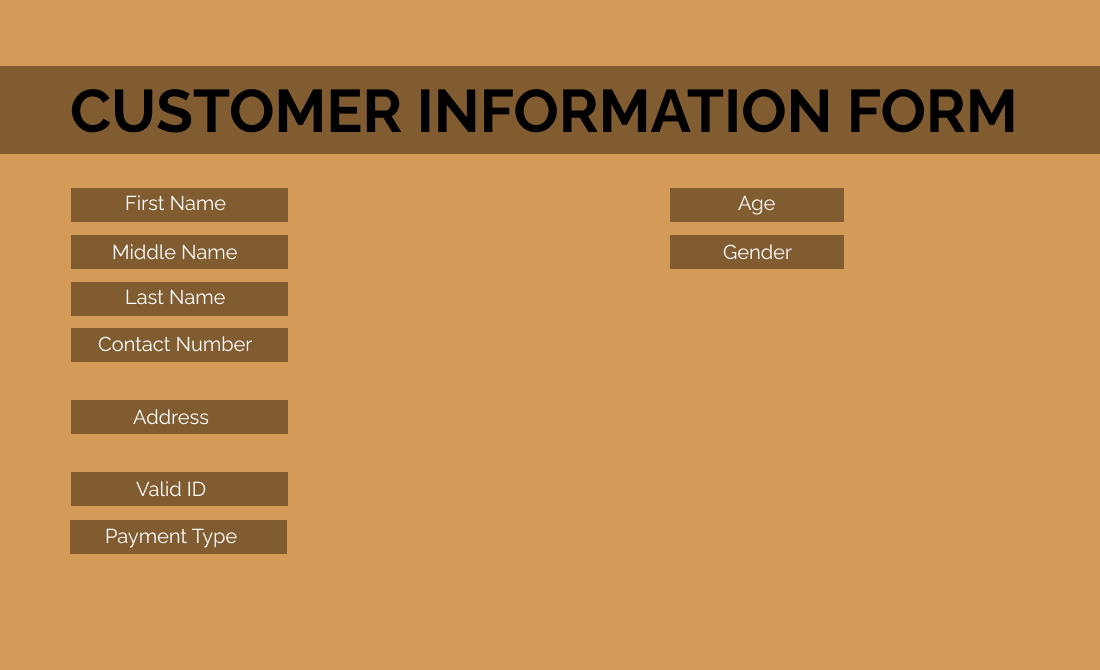 CUSTOMER INFORMATION FORM
First Name
Middle Name
Last Name
Contact Number
Address
Valid ID
Payment Type
Age
Gender